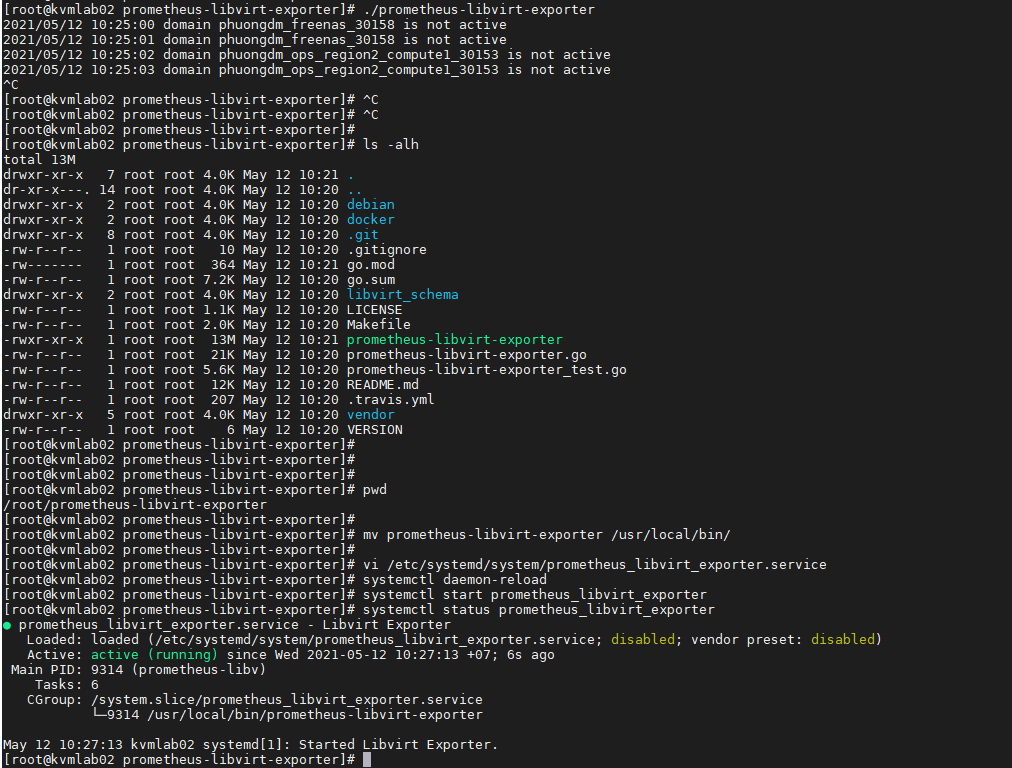 [root@kvmlab02 prometheus-libvirt-exporter]# ./prometheus-libvirt-exporter
2021/05/12 10:25:00 domain phuongdm_freenas_30158 is not active
2021/05/12 10:25:01 domain phuongdm_freenas_30158 is not active
2021/05/12 10:25:02 domain phuongdm_ops_region2_compute1_30153 is not active
2021/05/12 10:25:03 domain phuongdm_ops_region2_compute1_30153 is not active
^C
[root@kvmlab02 prometheus-libvirt-exporter]# ^C
[root@kvmlab02 prometheus-libvirt-exporter]# ^C
[root@kvmlab02 prometheus-libvirt-exporter]#
[root@kvmlab02 prometheus-libvirt-exporter]# ls -alh
total 13M
drwxr-xr-x   7 root root 4.0K May 12 10:21 .
dr-xr-x---. 14 root root 4.0K May 12 10:20 ..
drwxr-xr-x   2 root root 4.0K May 12 10:20 debian
drwxr-xr-x   2 root root 4.0K May 12 10:20 docker
drwxr-xr-x   8 root root 4.0K May 12 10:20 .git
-rw-r--r--   1 root root   10 May 12 10:20 .gitignore
-rw-------   1 root root  364 May 12 10:21 go.mod
-rw-r--r--   1 root root 7.2K May 12 10:20 go.sum
drwxr-xr-x   2 root root 4.0K May 12 10:20 libvirt_schema
-rw-r--r--   1 root root 1.1K May 12 10:20 LICENSE
-rw-r--r--   1 root root 2.0K May 12 10:20 Makefile
-rwxr-xr-x   1 root root  13M May 12 10:21 prometheus-libvirt-exporter
-rw-r--r--   1 root root  21K May 12 10:20 prometheus-libvirt-exporter.go
-rw-r--r--   1 root root 5.6K May 12 10:20 prometheus-libvirt-exporter_test.go
-rw-r--r--   1 root root  12K May 12 10:20 README.md
-rw-r--r--   1 root root  207 May 12 10:20 .travis.yml
drwxr-xr-x   5 root root 4.0K May 12 10:20 vendor
-rw-r--r--   1 root root    6 May 12 10:20 VERSION
[root@kvmlab02 prometheus-libvirt-exporter]#
[root@kvmlab02 prometheus-libvirt-exporter]#
[root@kvmlab02 prometheus-libvirt-exporter]#
[root@kvmlab02 prometheus-libvirt-exporter]# pwd
/root/prometheus-libvirt-exporter
[root@kvmlab02 prometheus-libvirt-exporter]#
[root@kvmlab02 prometheus-libvirt-exporter]# mv prometheus-libvirt-exporter /usr/local/bin/
[root@kvmlab02 prometheus-libvirt-exporter]#
[root@kvmlab02 prometheus-libvirt-exporter]# vi /etc/systemd/system/prometheus_libvirt_exporter.service
[root@kvmlab02 prometheus-libvirt-exporter]# systemctl daemon-reload
[root@kvmlab02 prometheus-libvirt-exporter]# systemctl start prometheus_libvirt_exporter
[root@kvmlab02 prometheus-libvirt-exporter]# systemctl status prometheus_libvirt_exporter
● prometheus_libvirt_exporter.service - Libvirt Exporter
   Loaded: loaded (/etc/systemd/system/prometheus_libvirt_exporter.service; disabled; vendor preset: disabled)
   Active: active (running) since Wed 2021-05-12 10:27:13 +07; 6s ago
 Main PID: 9314 (prometheus-libv)
    Tasks: 6
   CGroup: /system.slice/prometheus_libvirt_exporter.service
           └─9314 /usr/local/bin/prometheus-libvirt-exporter

May 12 10:27:13 kvmlab02 systemd[1]: Started Libvirt Exporter.
[root@kvmlab02 prometheus-libvirt-exporter]#